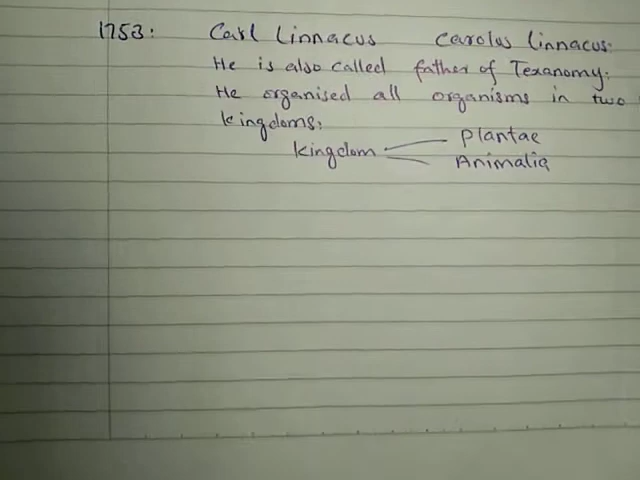 1753: Carl Linnaeus Carolus Linnaeus.
He is also called father of Texanomy.
He organised all organisms in two
kingdoms:
kingdom Plantae
Animalia